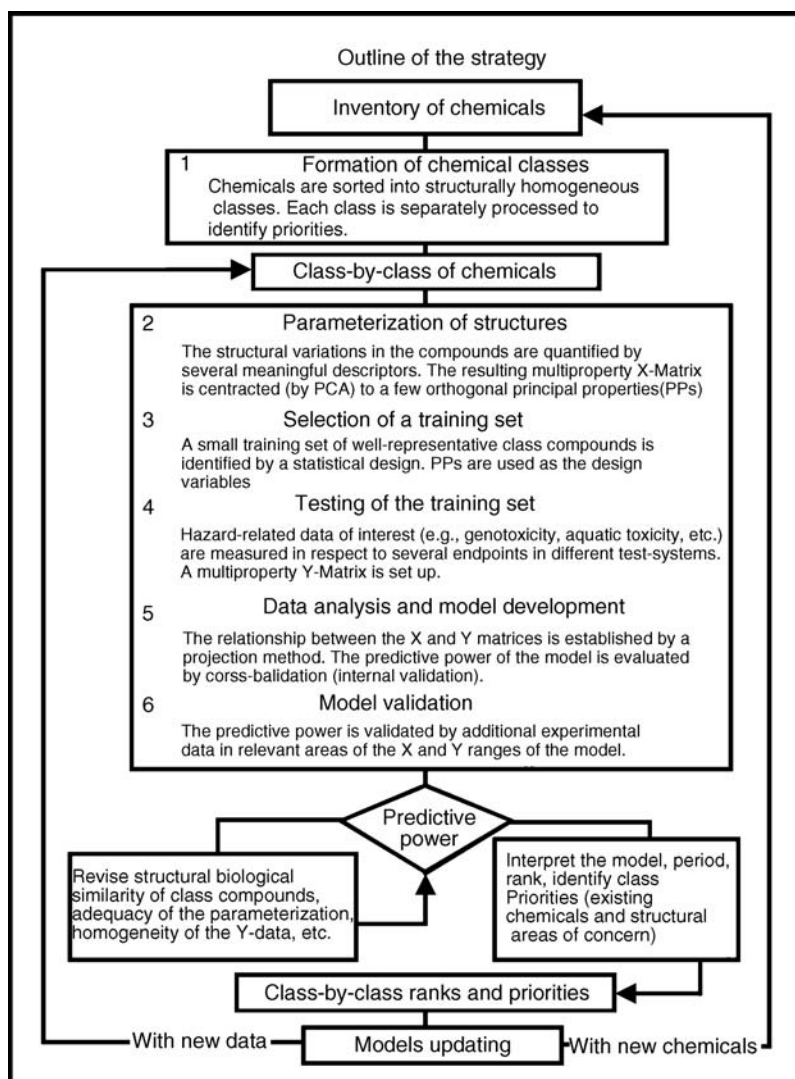 Outline of the strategy
Inventory of chemicals
1 Formation of chemical classes
Chemicals are sorted into structurally homogeneous
classes. Each class is separately processed to
identify priorities.
Class-by-class of chemicals
2 Parameterization of structures
The structural variations in the compounds are quantified by
several meaningful descriptors. The resulting multiproperty X-Matrix
is centracted (by PCA) to a few orthogonal principal properties(PPs)
3 Selection of a training set
A small training set of well-representative class compounds is
identified by a statistical design. PPs are used as the design
variables
4 Testing of the training set
Hazard-related data of interest (e.g., genotoxicity, aquatic toxicity, etc.)
are measured in respect to several endpoints in different test-systems.
A multiproperty Y-Matrix is set up.
5 Data analysis and model development
The relationship between the X and Y matrices is established by a
projection method. The predictive power of the model is evaluated
by corss-balidation (internal validation).
6 Model validation
The predictive power is validated by additional experimental
data in relevant areas of the X and Y ranges of the model.
Predictive
power
Revise structural biological
similarity of class compounds,
adequacy of the parameterization,
homogeneity of the Y-data, etc.
Interpret the model, period,
rank, identify class
Priorities (existing
chemicals and structural
areas of concern)
Class-by-class ranks and priorities
With new data
Models updating
With new chemicals